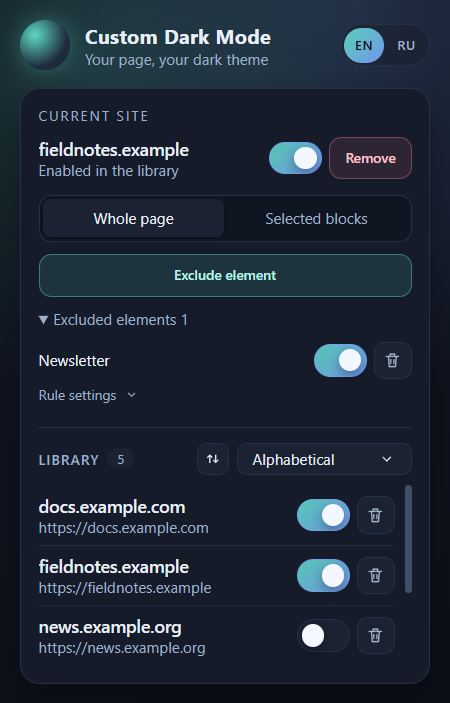 Custom Dark Mode
Your page, your dark theme
EN
RU
CURRENT SITE
fieldnotes.example
Enabled in the library
Remove
Whole page
Selected blocks
Exclude element
▼ Excluded elements 1
Newsletter
Rule settings
LIBRARY 5
Alphabetical
docs.example.com
https://docs.example.com
fieldnotes.example
https://fieldnotes.example
news.example.org
https://news.example.org